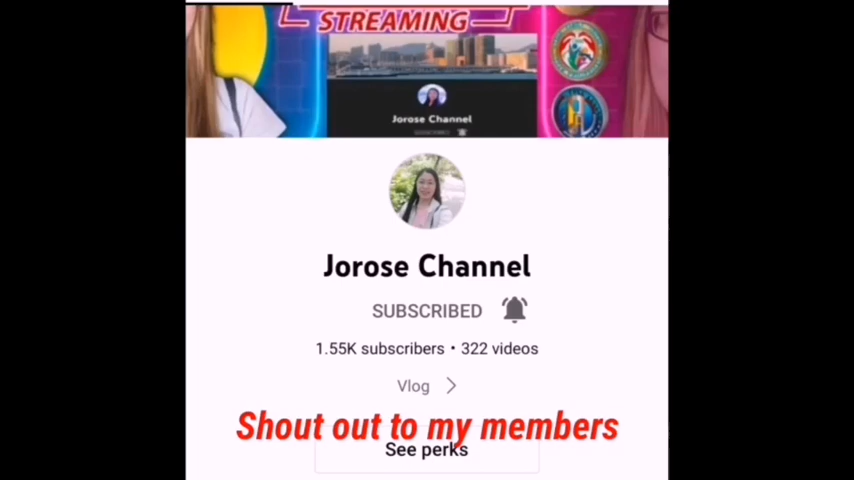 STREAMING
Jorose Channel
Jorose Channel
SUBSCRIBED
1.55K subscribers • 322 videos
Vlog
Shout out to my members
See perks